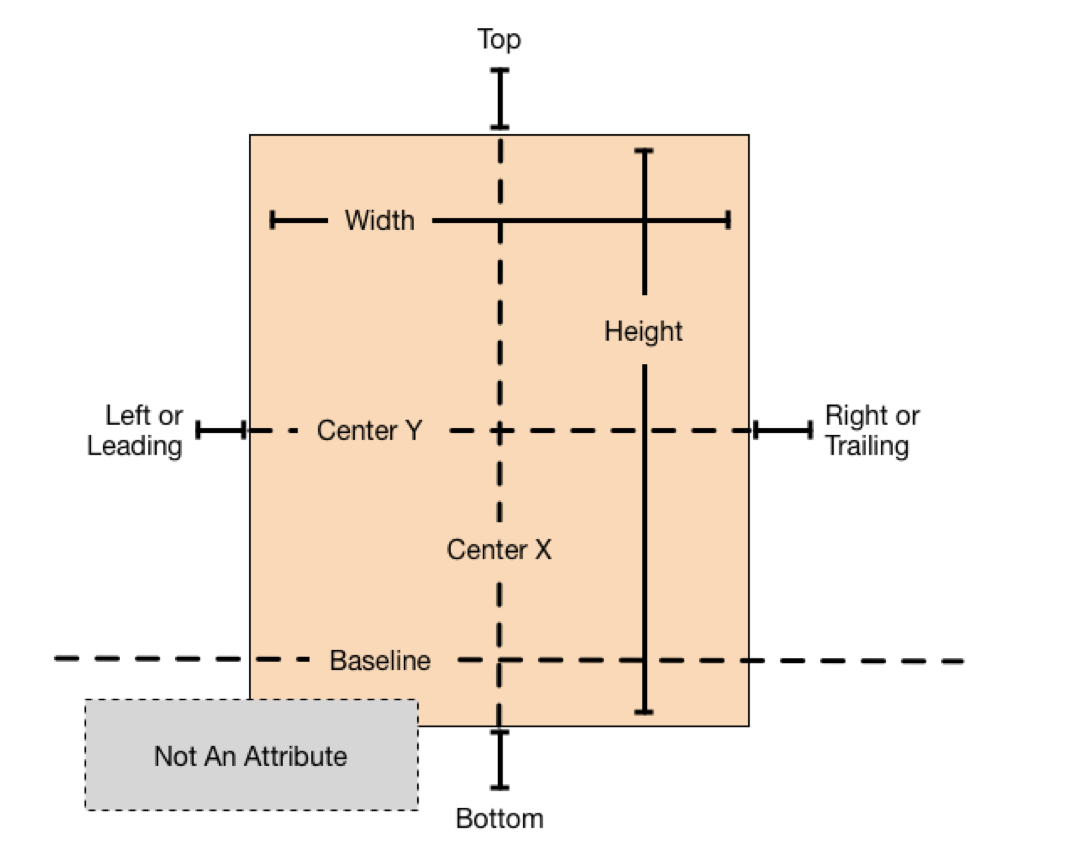 Top
Width
Height
Left or
Leading
Center Y
Right or
Trailing
Center X
Baseline
Not An Attribute
Bottom